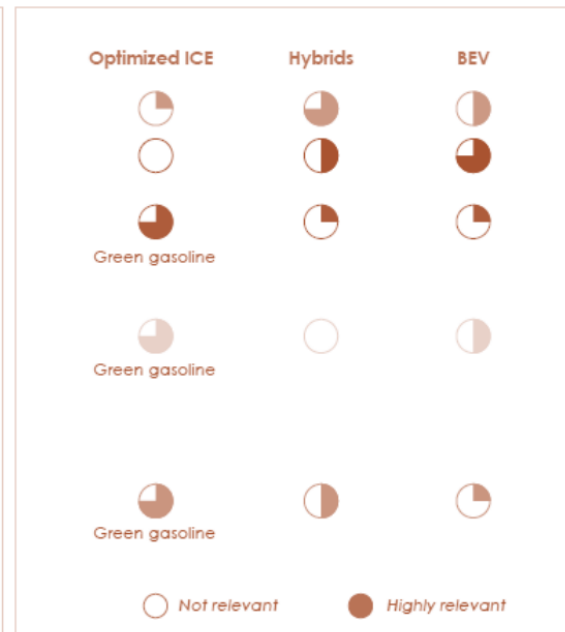 Optimized ICE Hybrids BEV
Green gasoline
Green gasoline
Green gasoline
Not relevant Highly relevant